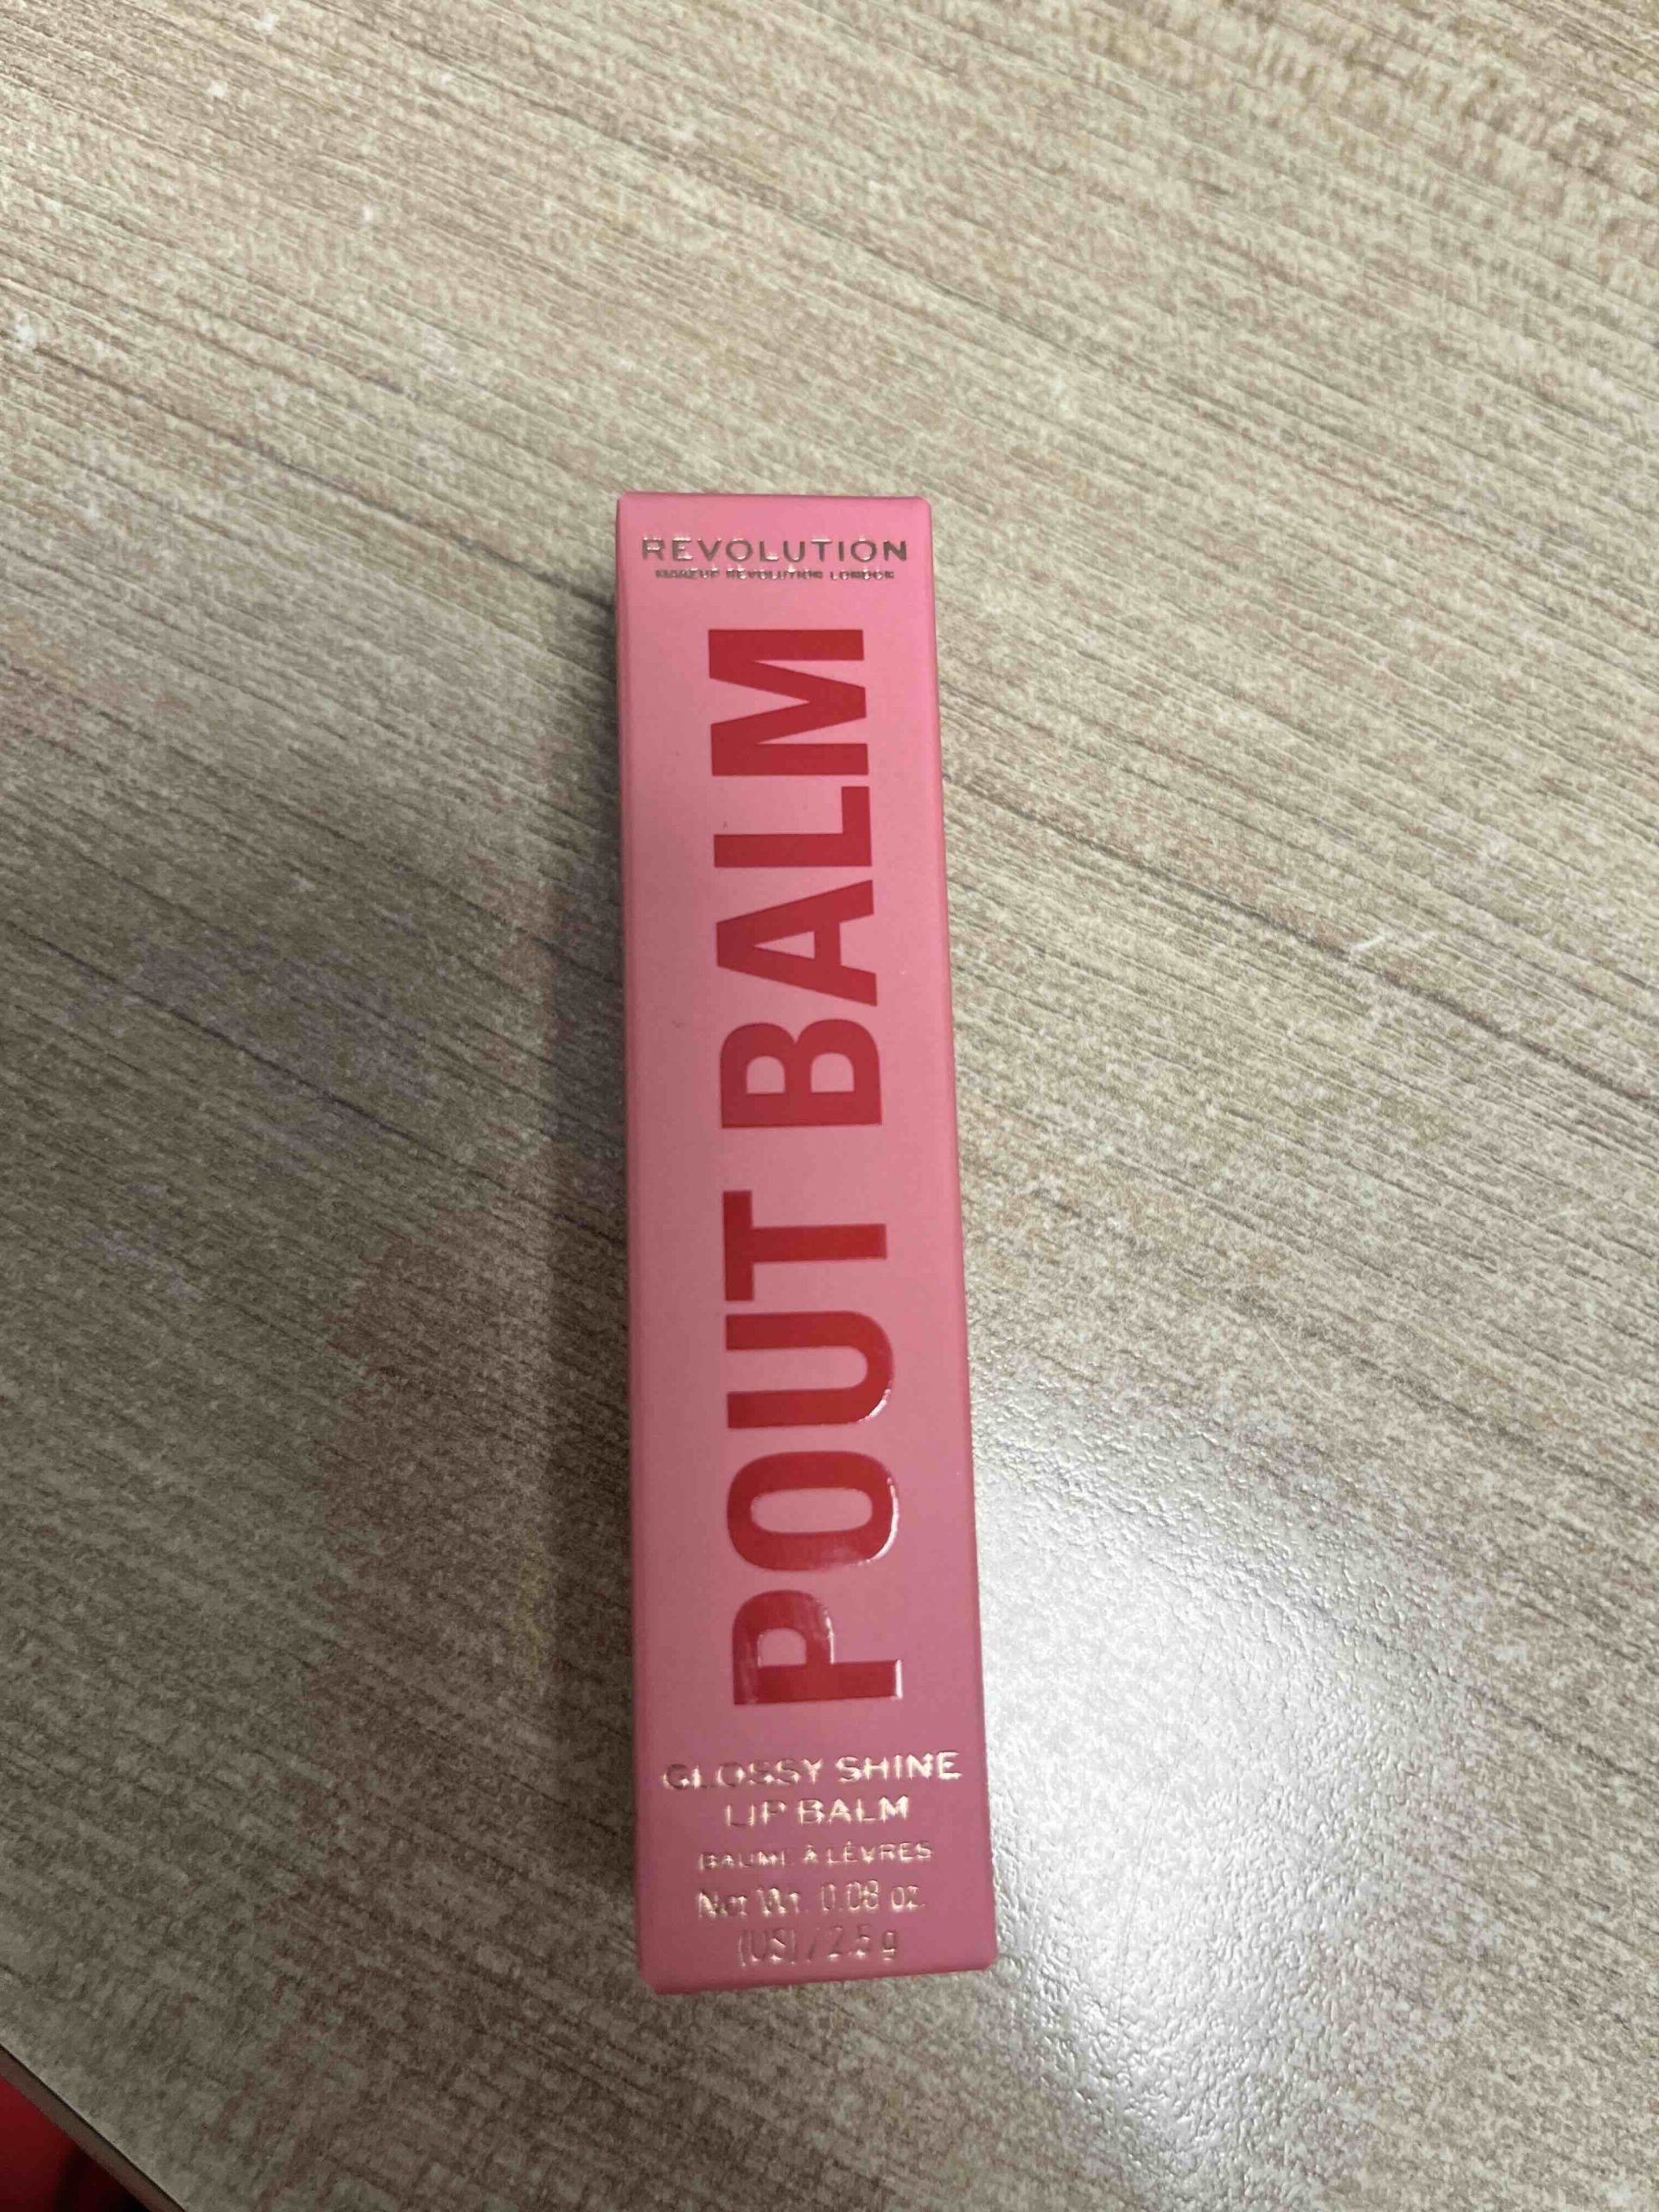 REVOLUTION
MAKEUP REVOLUTION LONDON
POUT BALM
GLOSSY SHINE
LIP BALM
BAUME À LÈVRES
Net Wt. 0.08 oz.
(US) / 2.5 g